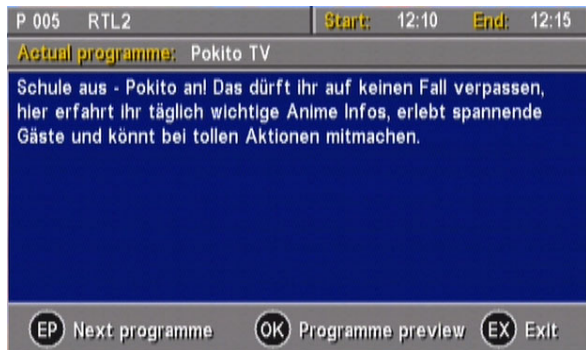 P 005 RTL2 Start: 12:10 End: 12:15
Actual programme: Pokito TV
Schule aus - Pokito an! Das dürft ihr auf keinen Fall verpassen,
hier erfahrt ihr täglich wichtige Anime Infos, erlebt spannende
Gäste und könnt bei tollen Aktionen mitmachen.
EP Next programme OK Programme preview EX Exit